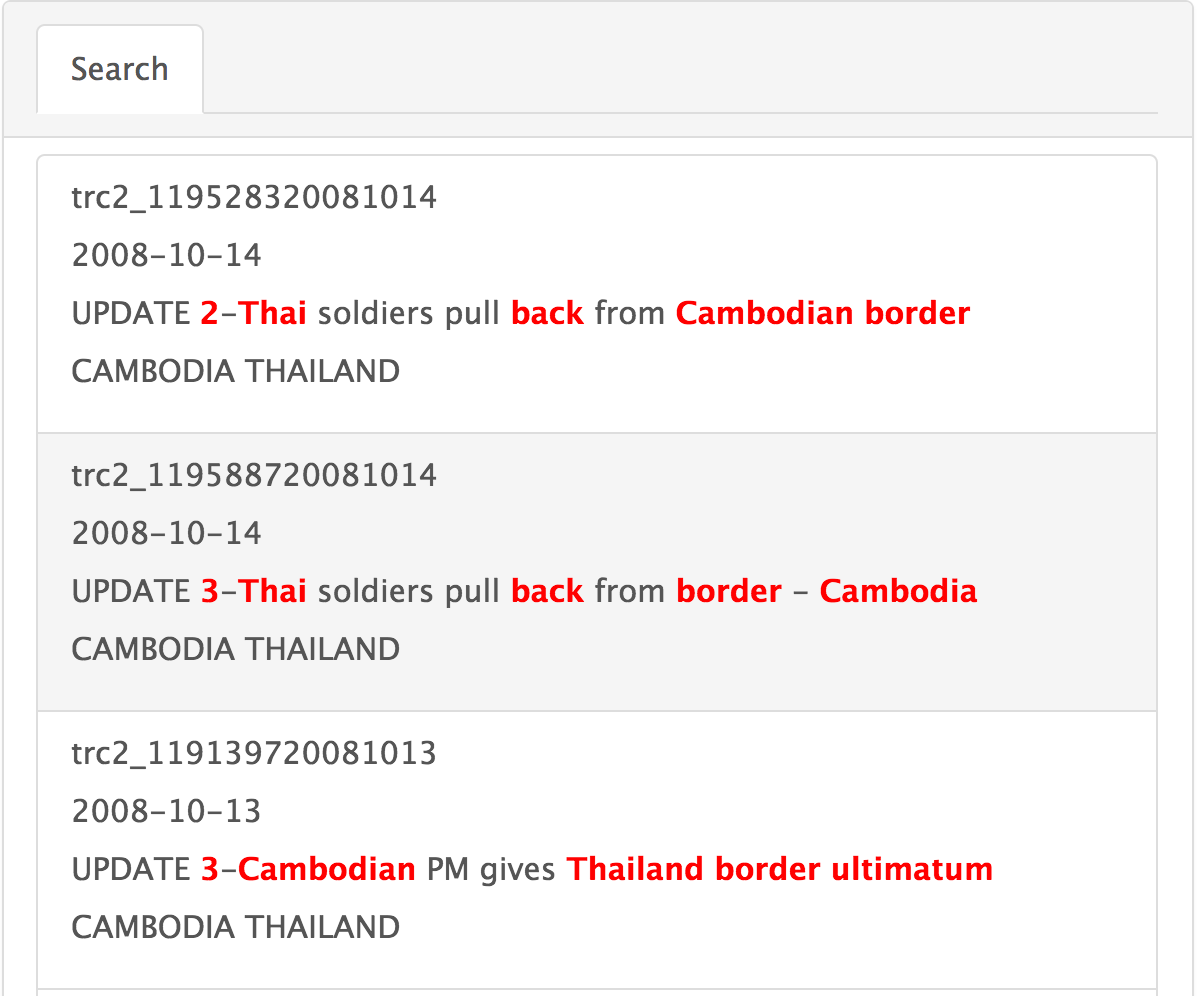 Search
trc2_119528320081014
2008-10-14
UPDATE 2-Thai soldiers pull back from Cambodian border
CAMBODIA THAILAND
trc2_119588720081014
2008-10-14
UPDATE 3-Thai soldiers pull back from border - Cambodia
CAMBODIA THAILAND
trc2_119139720081013
2008-10-13
UPDATE 3-Cambodian PM gives Thailand border ultimatum
CAMBODIA THAILAND